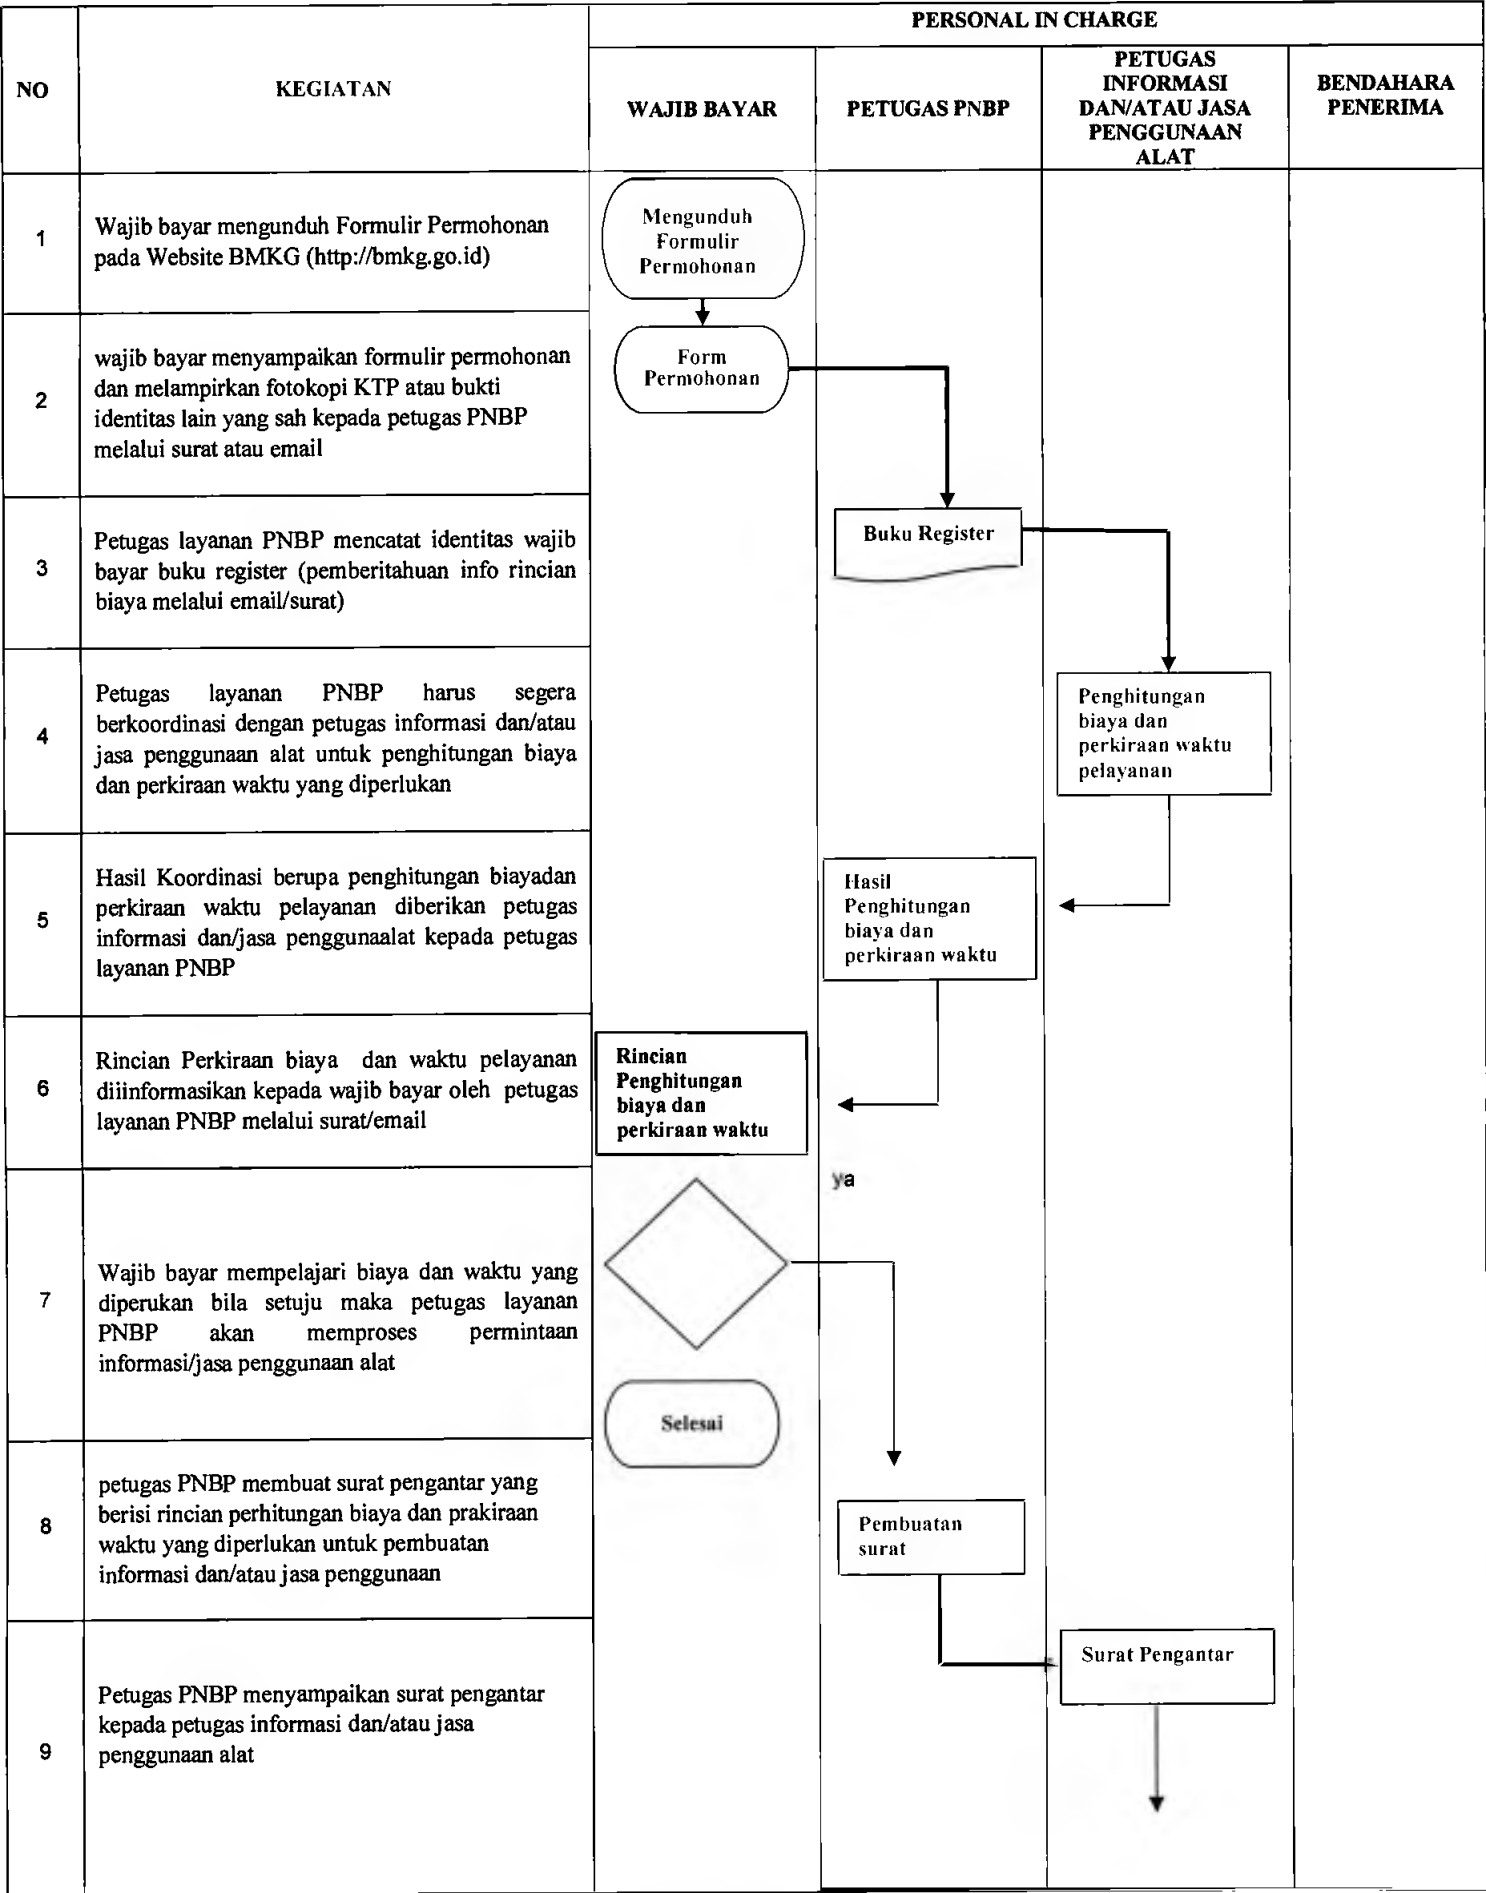 PERSONAL IN CHARGE
NO
KEGIATAN
WAJIB BAYAR
PETUGAS PNBP
PETUGAS
INFORMASI
DAN/ATAU JASA
PENGGUNAAN
ALAT
BENDAHARA
PENERIMA
1
Wajib bayar mengunduh Formulir Permohonan
pada Website BMKG (http://bmkg.go.id)
Mengunduh
Formulir
Permohonan
2
wajib bayar menyampaikan formulir permohonan
dan melampirkan fotokopi KTP atau bukti
identitas lain yang sah kepada petugas PNBP
melalui surat atau email
Form
Permohonan
3
Petugas layanan PNBP mencatat identitas wajib
bayar buku register (pemberitahuan info rincian
biaya melalui email/surat)
Buku Register
4
Petugas layanan PNBP harus segera
berkoordinasi dengan petugas informasi dan/atau
jasa penggunaan alat untuk penghitungan biaya
dan perkiraan waktu yang diperlukan
Penghitungan
biaya dan
perkiraan waktu
pelayanan
5
Hasil Koordinasi berupa penghitungan biayadan
perkiraan waktu pelayanan diberikan petugas
informasi dan/jasa penggunaalat kepada petugas
layanan PNBP
Hasil
Penghitungan
biaya dan
perkiraan waktu
6
Rincian Perkiraan biaya dan waktu pelayanan
diiinformasikan kepada wajib bayar oleh petugas
layanan PNBP melalui surat/email
Rincian
Penghitungan
biaya dan
perkiraan waktu
ya
7
Wajib bayar mempelajari biaya dan waktu yang
diperukan bila setuju maka petugas layanan
PNBP akan memproses permintaan
informasi/jasa penggunaan alat
Selesai
8
petugas PNBP membuat surat pengantar yang
berisi rincian perhitungan biaya dan prakiraan
waktu yang diperlukan untuk pembuatan
informasi dan/atau jasa penggunaan
Pembuatan
surat
9
Petugas PNBP menyampaikan surat pengantar
kepada petugas informasi dan/atau jasa
penggunaan alat
Surat Pengantar